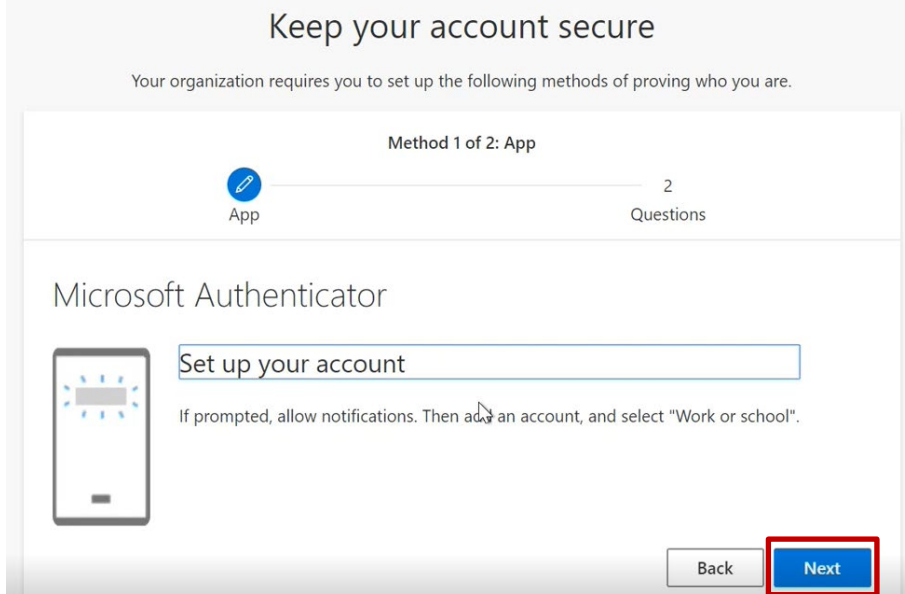 Keep your account secure
Your organization requires you to set up the following methods of proving who you are.
Method 1 of 2: App
2
App
Questions
Microsoft Authenticator
Set up your account
If prompted, allow notifications. Then add an account, and select "Work or school".
Back
Next